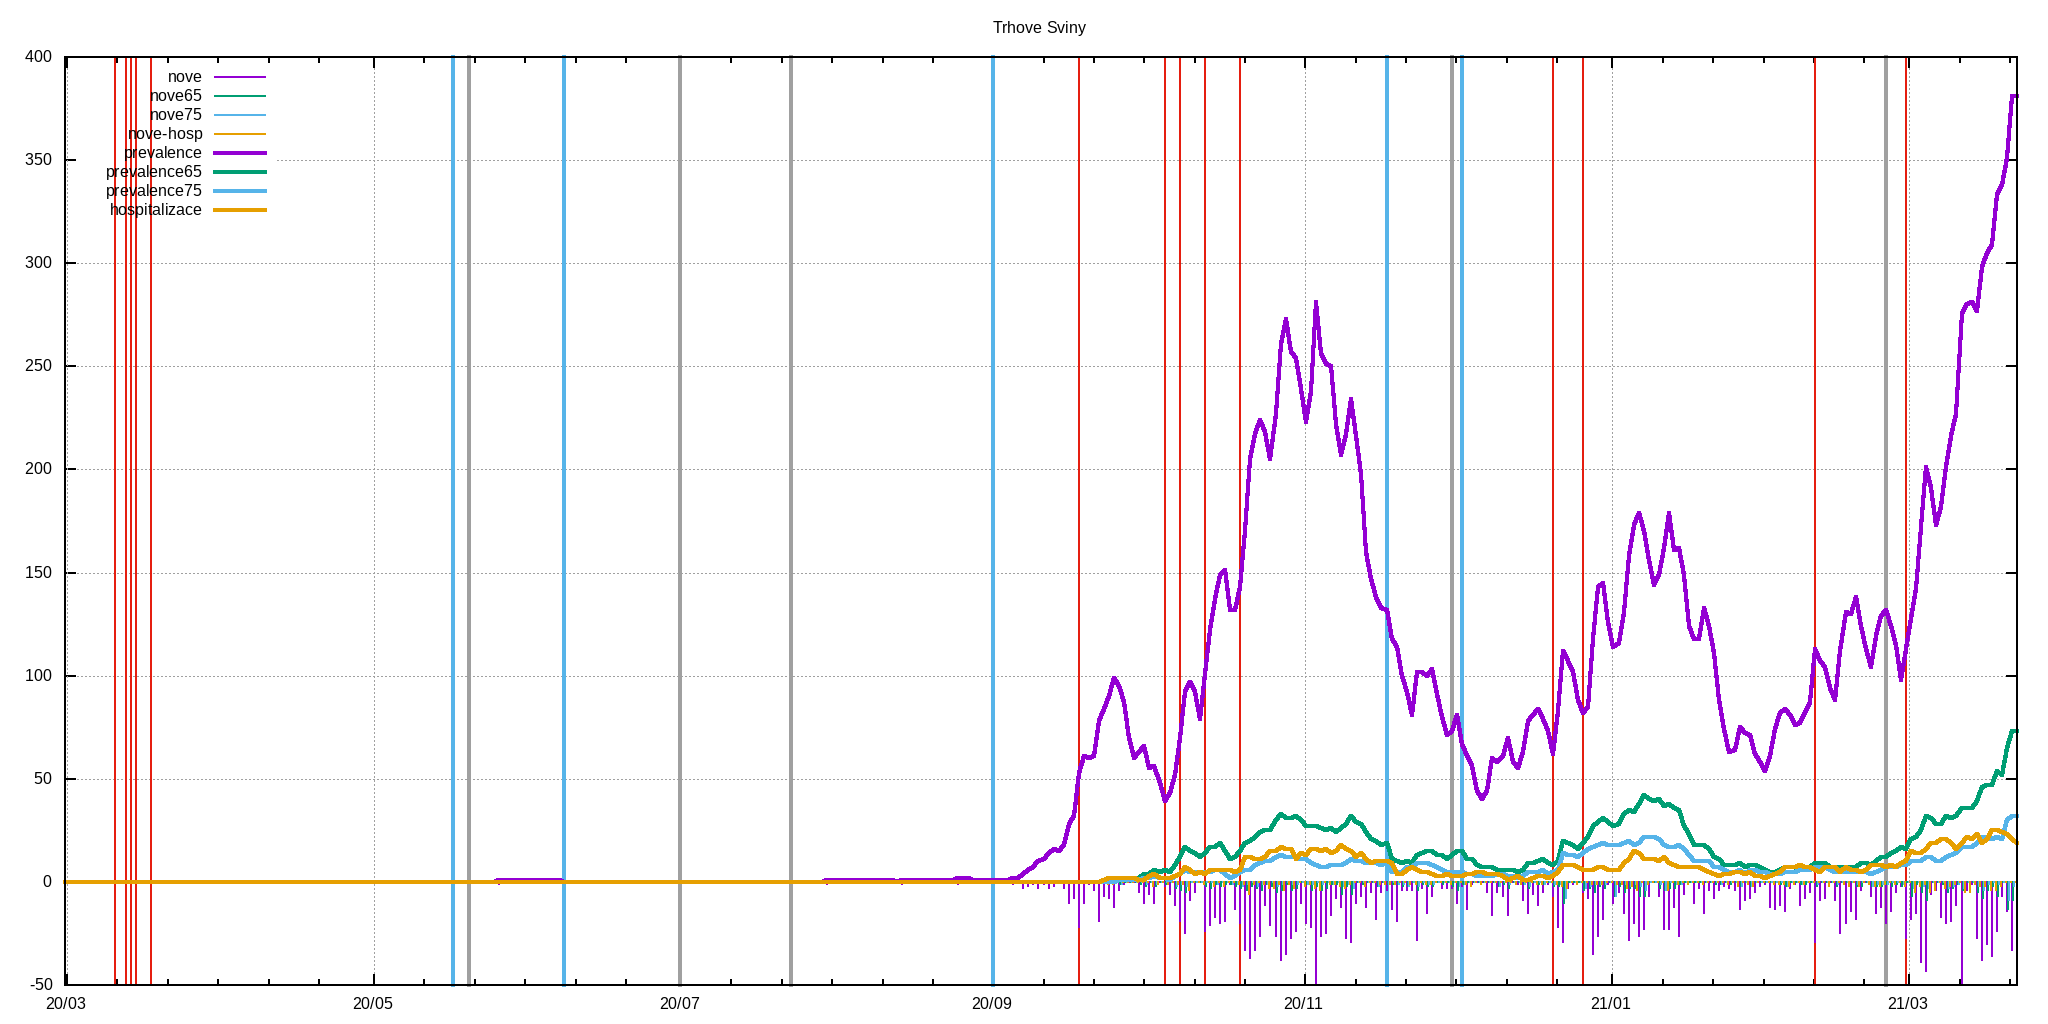 Trhove Sviny
400
350
300
250
200
150
100
50
0
-50
nove
nove65
nove75
nove-hosp
prevalence
prevalence65
prevalence75
hospitalizace
20/03 20/05 20/07 20/09 20/11 21/01 21/03